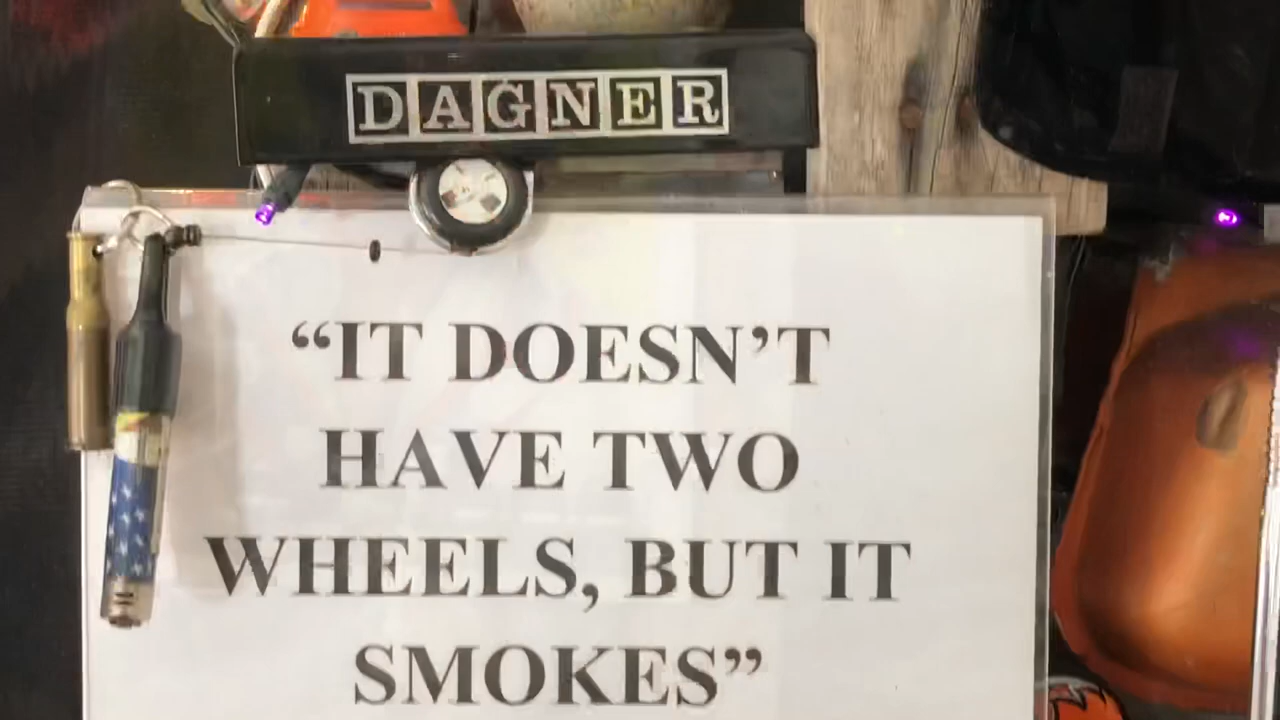 DAGNER
“IT DOESN’T
HAVE TWO
WHEELS, BUT IT
SMOKES”